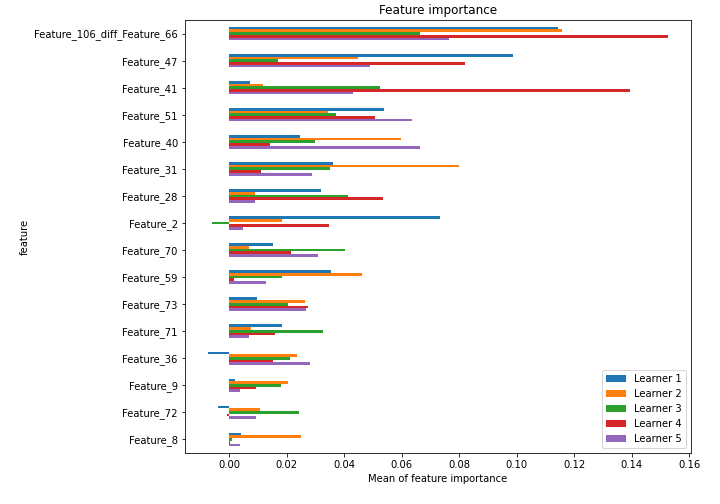 Feature importance
Feature_106_diff_Feature_66
Feature_47
Feature_41
Feature_51
Feature_40
Feature_31
Feature_28
Feature_2
Feature_70
Feature_59
Feature_73
Feature_71
Feature_36
Feature_9
Feature_72
Feature_8
feature
Learner 1
Learner 2
Learner 3
Learner 4
Learner 5
0.00 0.02 0.04 0.06 0.08 0.10 0.12 0.14 0.16
Mean of feature importance